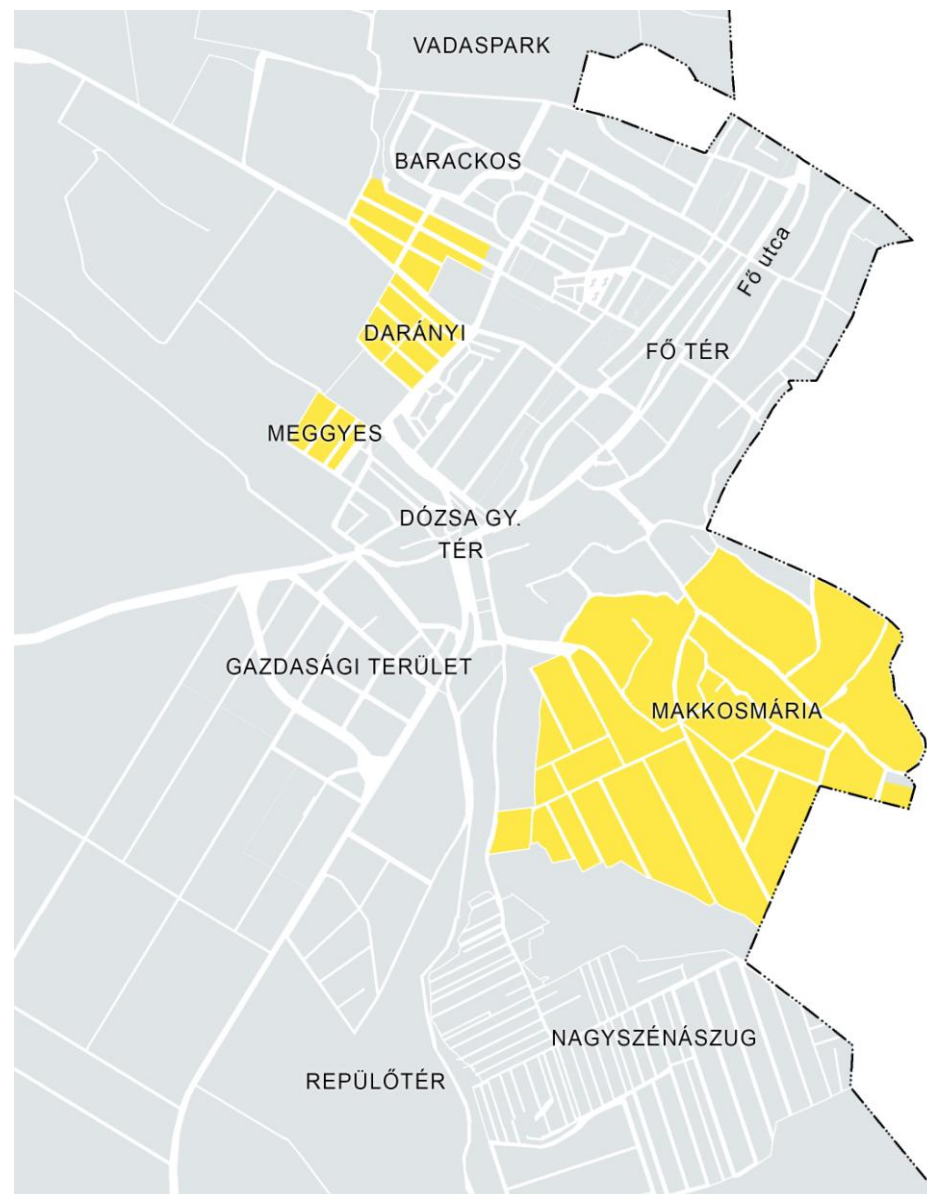 VADASPARK
BARACKOS
Fő utca
DARÁNYI
FŐ TÉR
MEGGYES
DÓZSA GY.
TÉR
GAZDASÁGI TERÜLET
MAKKOSMÁRIA
NAGYSZÉNÁSZUG
REPÜLŐTÉR